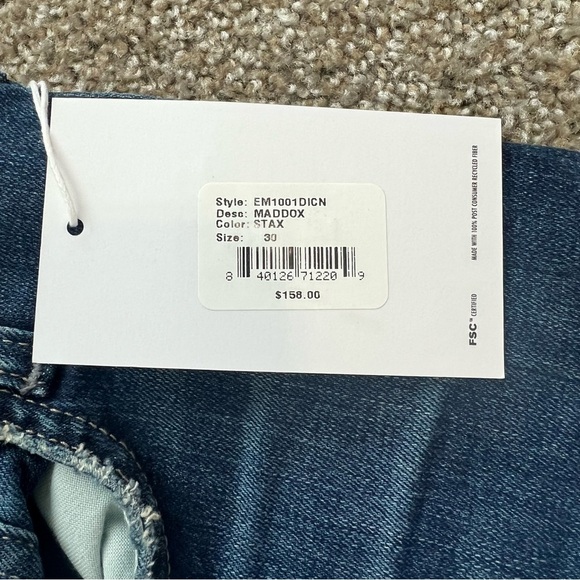 Style: EM1001DICN
Desc: MADDOX
Color: STAX
Size: 30
8 40126 71220 9
$158.00
MADE WITH 100% POST CONSUMER RECYCLED FIBER
FSC™ CERTIFIED